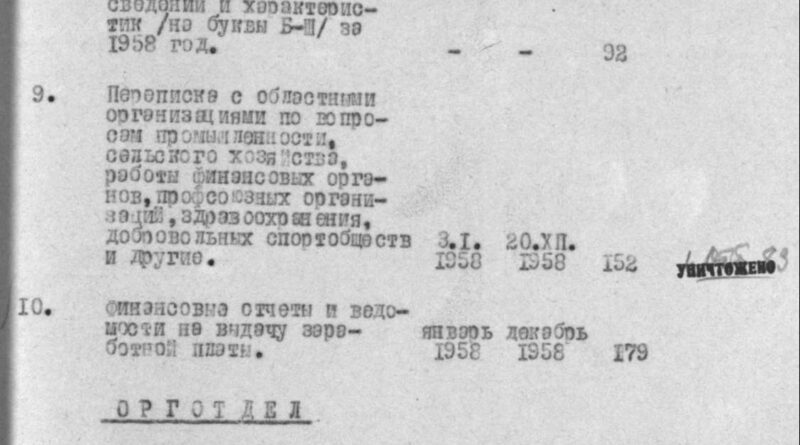 сведений и характерис-
тик /на буквы Б-Ш/ за
1958 год. - - 92
9. Переписка с областными
организациями по вопро-
сам промышленности,
сельского хозяйства,
работы финансовых орга-
нов, профсоюзных органи-
заций, здравоохранения,
добровольных спортобществ 3.I. 20.XII.
и другие. 1958 1958 152 УНИЧТОЖЕНО
10. Финансовые отчеты и ведо-
мости на выдачу зара- январь декабрь
ботной платы. 1958 1958 179
ОРГОТДЕЛ